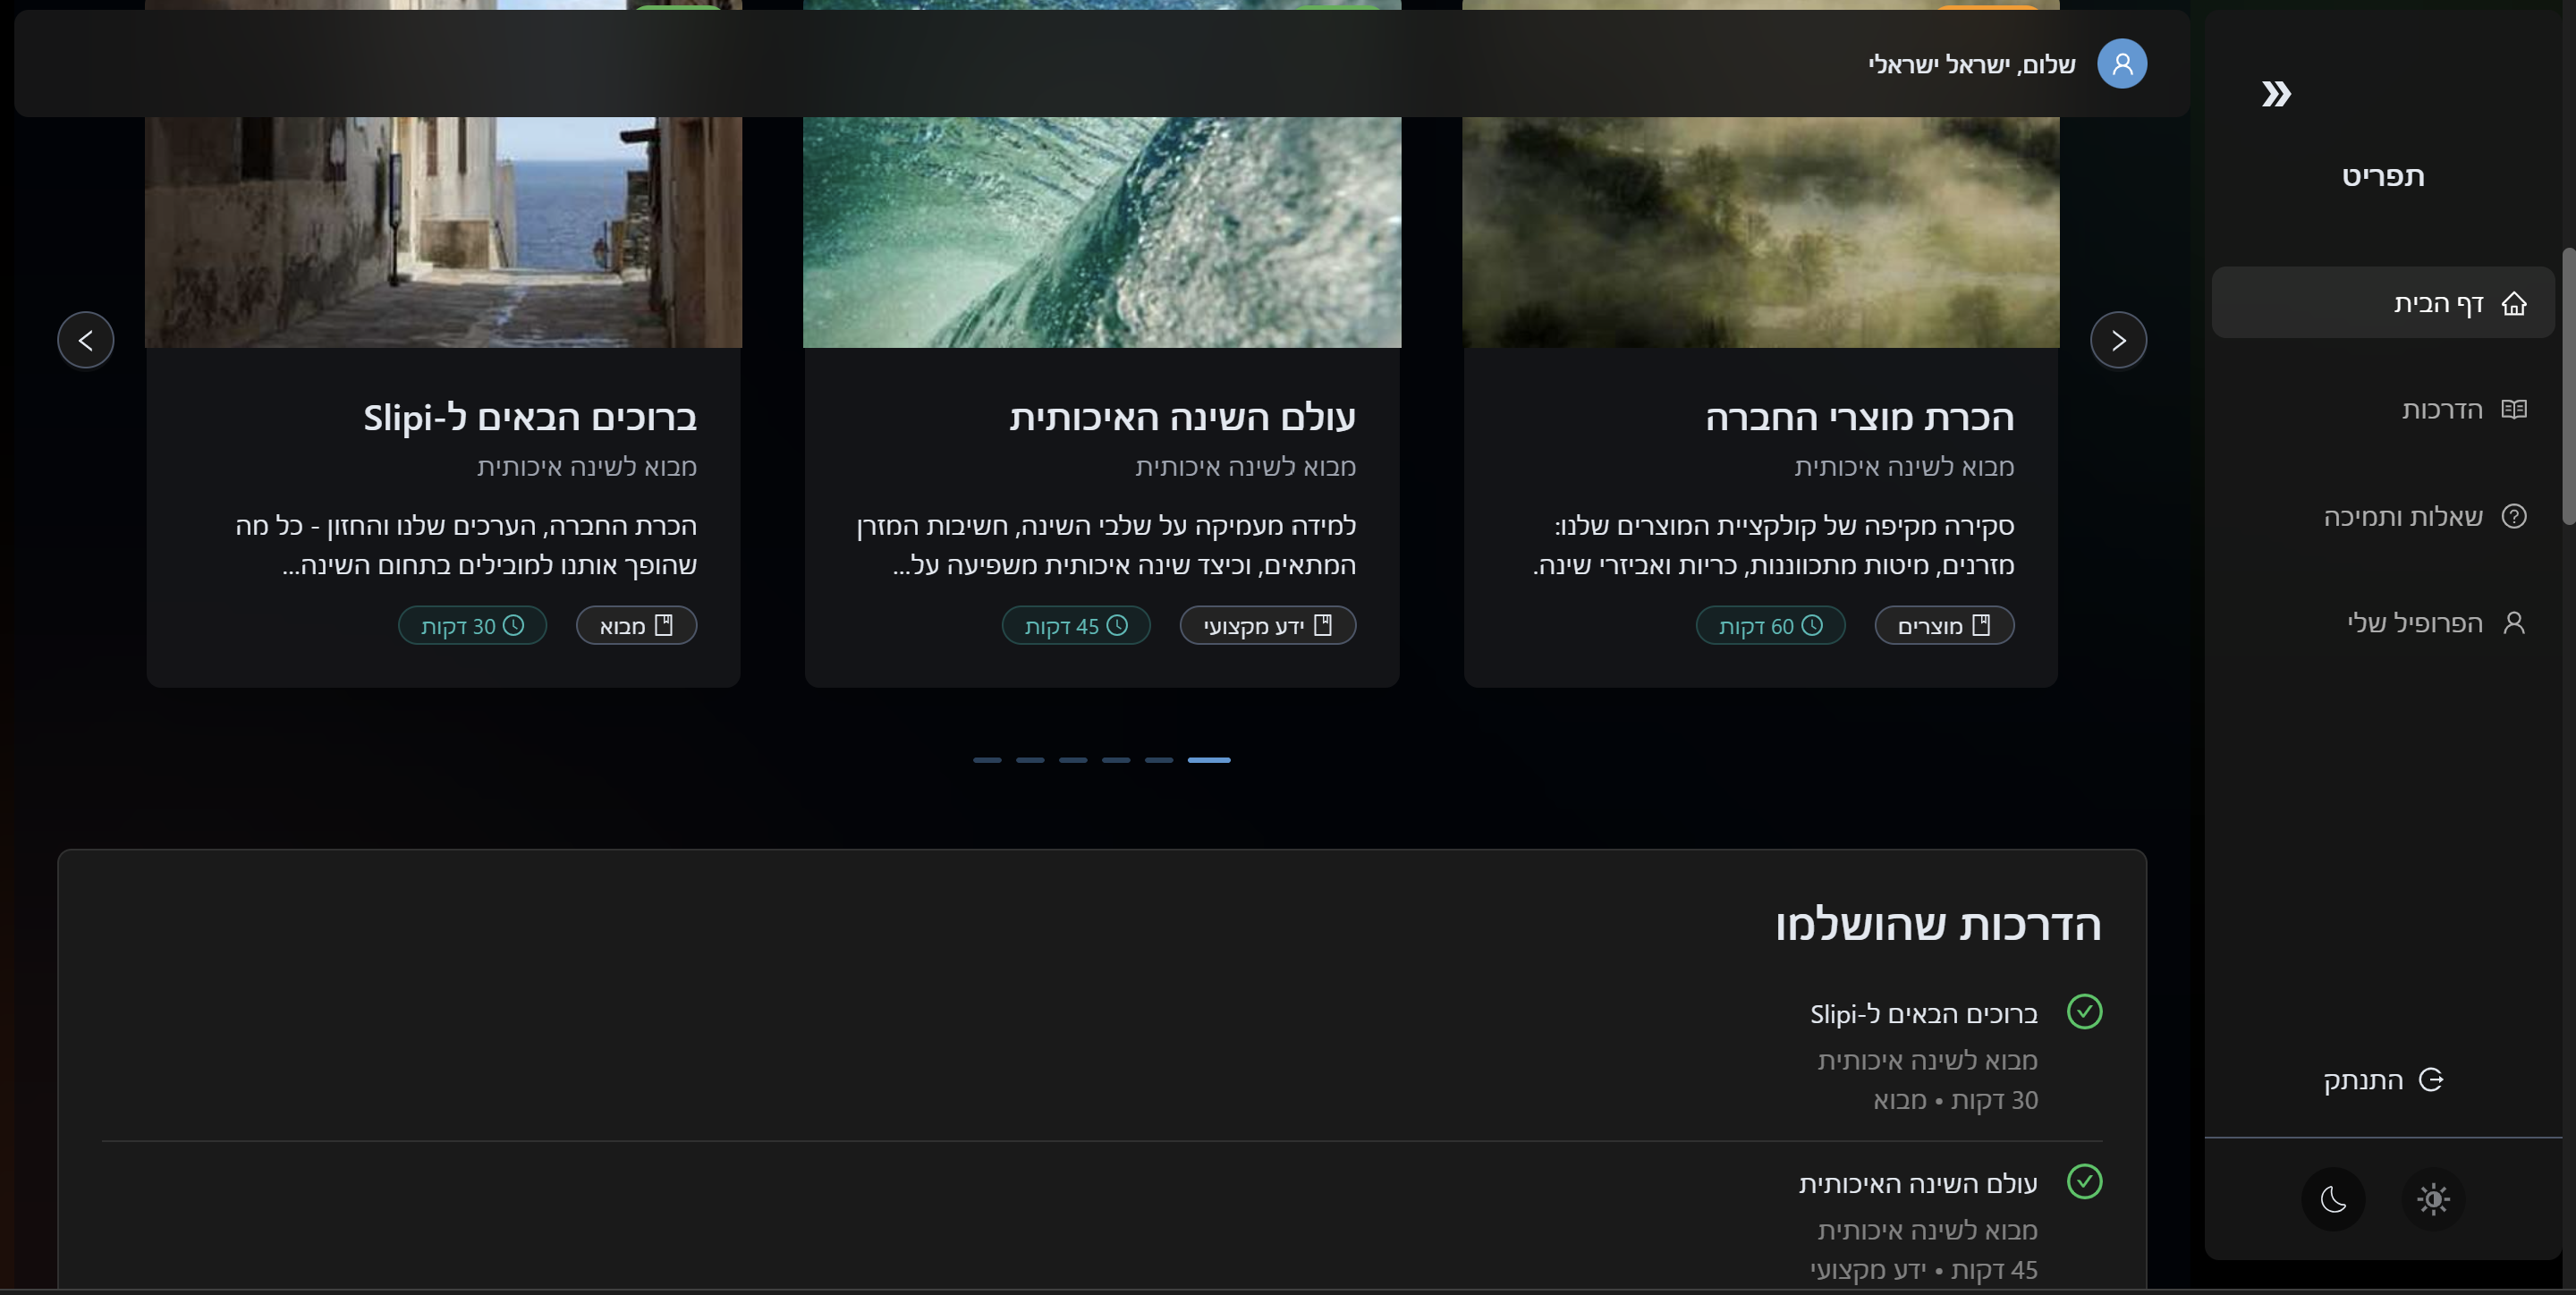 שלום, ישראל ישראלי
תפריט
דף הבית
הדרכות
שאלות ותמיכה
הפרופיל שלי
התנתק
הכרת מוצרי החברה
מבוא לשינה איכותית
סקירה מקיפה של קולקציית המוצרים שלנו:
מזרנים, מיטות מתכווננות, כריות ואביזרי שינה.
מוצרים
60 דקות
עולם השינה האיכותית
מבוא לשינה איכותית
למידה מעמיקה על שלבי השינה, חשיבות המזרן
המתאים, וכיצד שינה איכותית משפיעה על...
ידע מקצועי
45 דקות
ברוכים הבאים ל-Slipi
מבוא לשינה איכותית
הכרת החברה, הערכים שלנו והחזון - כל מה
שהופך אותנו למובילים בתחום השינה...
מבוא
30 דקות
הדרכות שהושלמו
ברוכים הבאים ל-Slipi
מבוא לשינה איכותית
30 דקות • מבוא
עולם השינה האיכותית
מבוא לשינה איכותית
45 דקות • ידע מקצועי